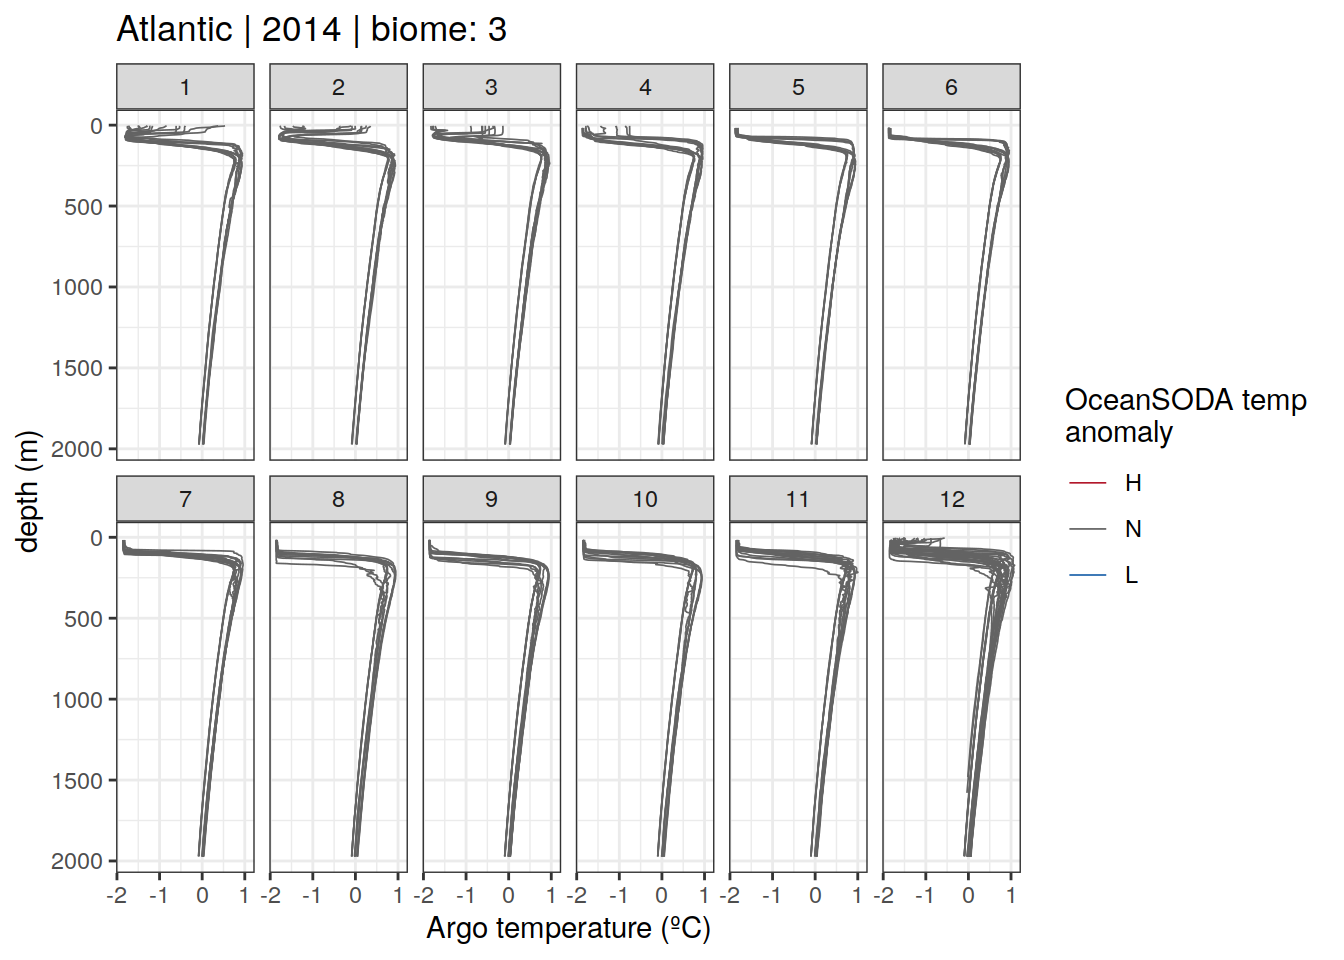 Atlantic | 2014 | biome: 3
1 2 3 4 5 6
0
500
1000
1500
2000
7 8 9 10 11 12
0
500
1000
1500
2000
-2 -1 0 1 -2 -1 0 1 -2 -1 0 1 -2 -1 0 1 -2 -1 0 1 -2 -1 0 1
Argo temperature (ºC)
depth (m)
OceanSODA temp
anomaly
H
N
L